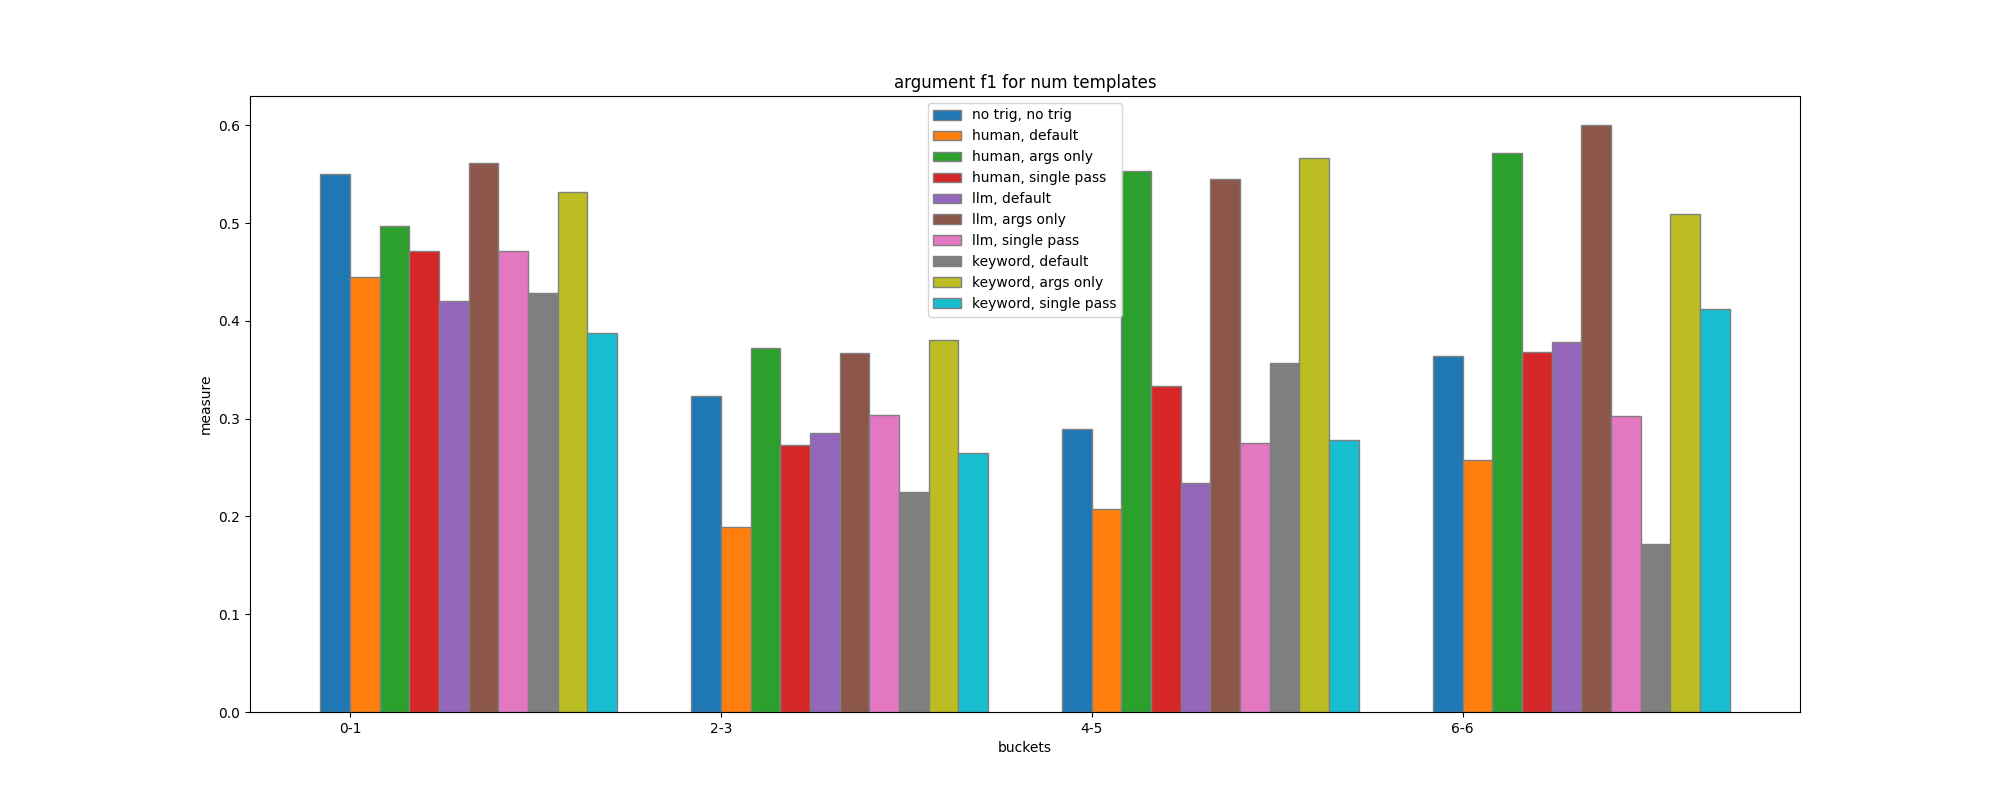 argument f1 for num templates
no trig, no trig
human, default
human, args only
human, single pass
llm, default
llm, args only
llm, single pass
keyword, default
keyword, args only
keyword, single pass
measure
0.6
0.5
0.4
0.3
0.2
0.1
0.0
0-1
2-3
4-5
6-6
buckets